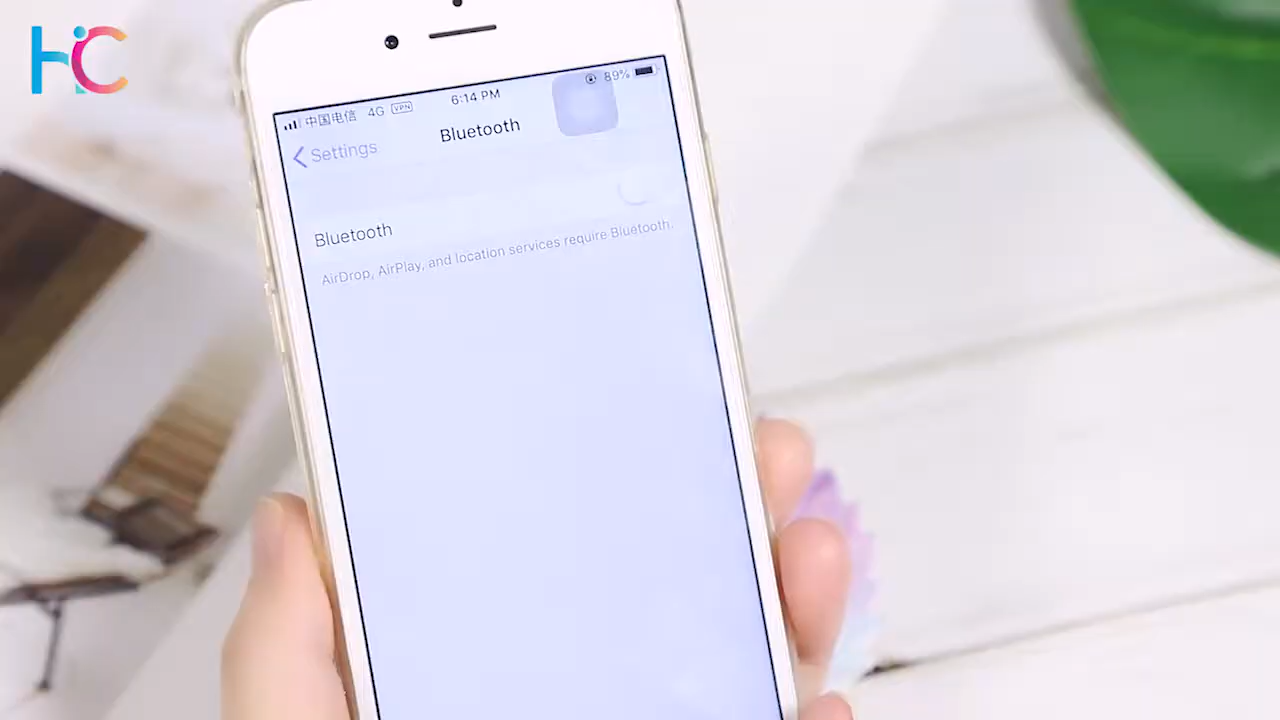 HiC
中国电信 4G VPN 6:14 PM 89%
Settings Bluetooth
Bluetooth
AirDrop, AirPlay, and location services require Bluetooth.